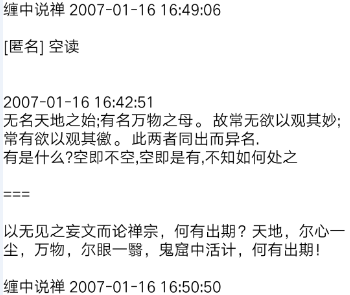 缠中说禅 2007-01-16 16:49:06
[匿名] 空读
2007-01-16 16:42:51
无名天地之始;有名万物之母。故常无欲以观其妙;
常有欲以观其徼。此两者同出而异名.
有是什么?空即不空,空即是有,不知如何处之
===
以无见之妄文而论禅宗，何有出期？天地，尔心一
尘，万物，尔眼一翳，鬼窟中活计，何有出期！
缠中说禅 2007-01-16 16:50:50